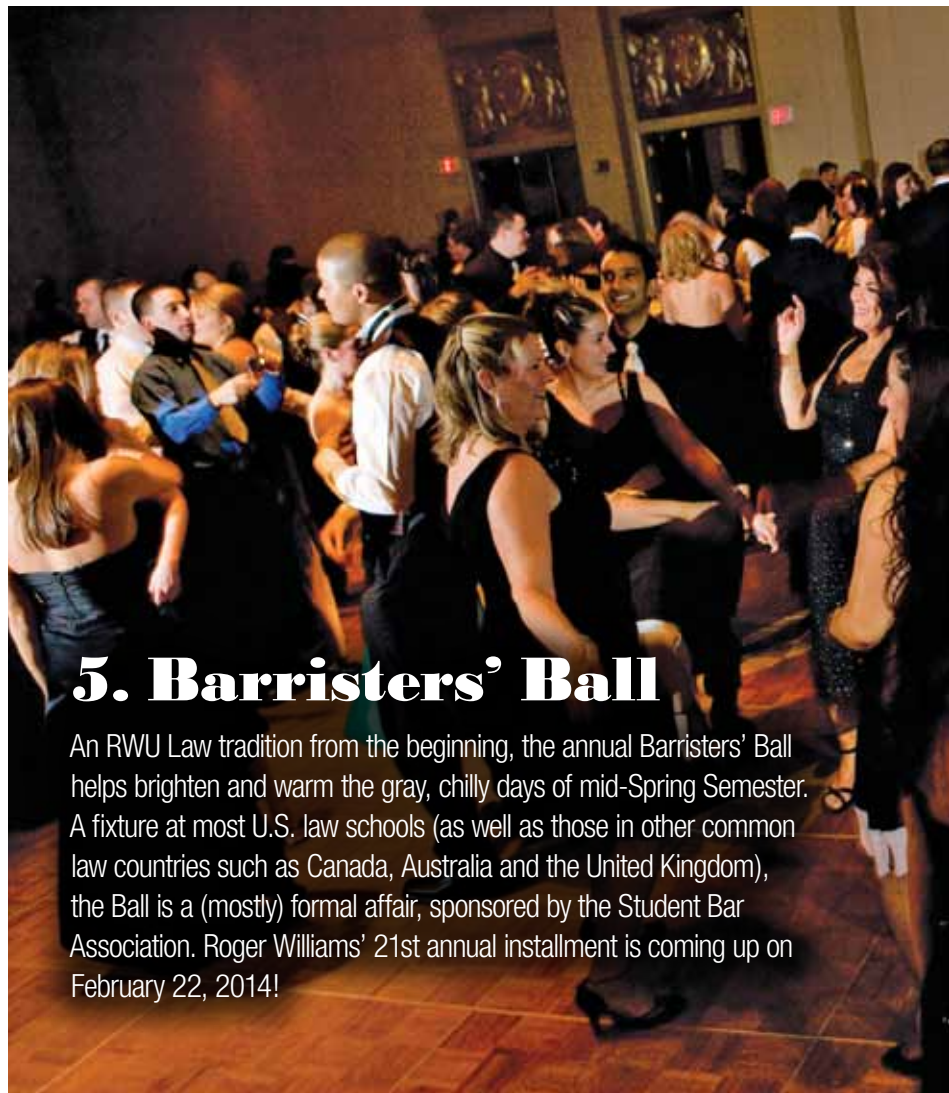 5. Barristers’ Ball
An RWU Law tradition from the beginning, the annual Barristers’ Ball
helps brighten and warm the gray, chilly days of mid-Spring Semester.
A fixture at most U.S. law schools (as well as those in other common
law countries such as Canada, Australia and the United Kingdom),
the Ball is a (mostly) formal affair, sponsored by the Student Bar
Association. Roger Williams’ 21st annual installment is coming up on
February 22, 2014!